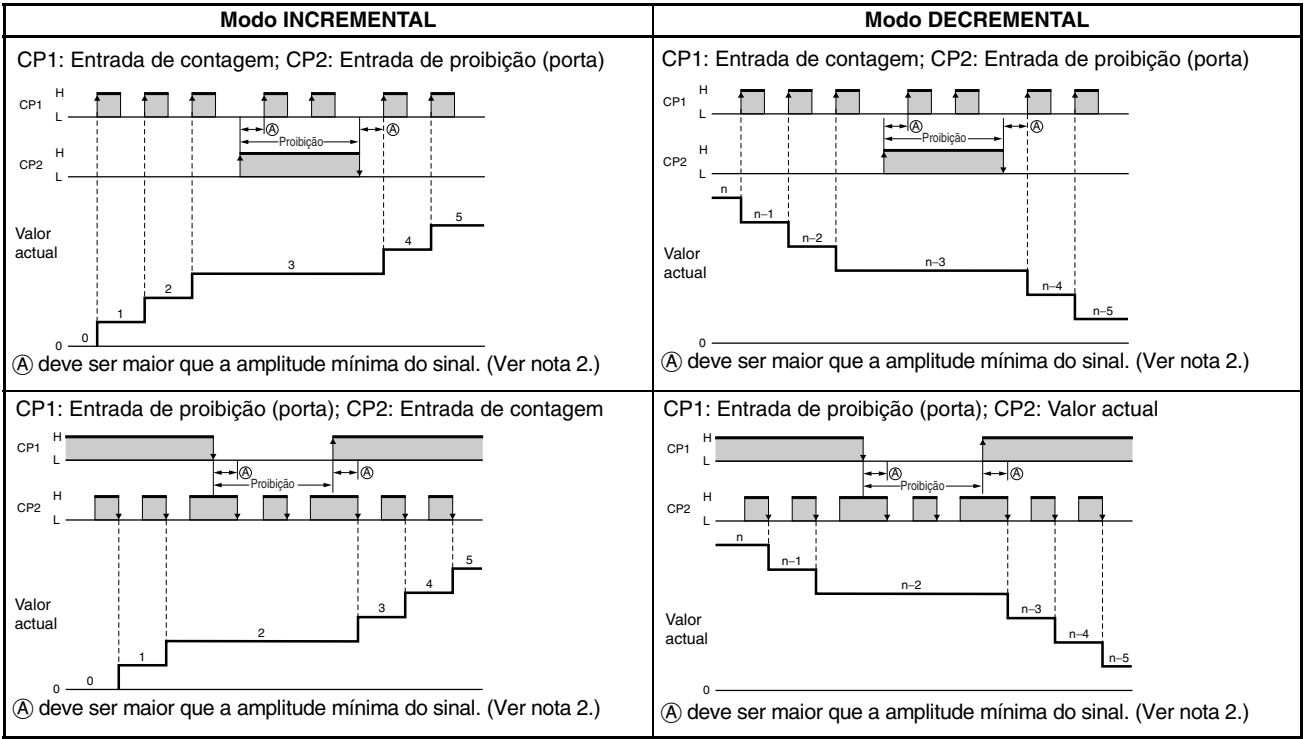 Modo INCREMENTAL
Modo DECREMENTAL
CP1: Entrada de contagem; CP2: Entrada de proibição (porta)
CP1
H
L
Ⓐ
Ⓐ
Proibição
CP2
H
L
Valor
actual
0
0
1
2
3
4
5
Ⓐ deve ser maior que a amplitude mínima do sinal. (Ver nota 2.)
CP1: Entrada de contagem; CP2: Entrada de proibição (porta)
CP1
H
L
Ⓐ
Ⓐ
Proibição
CP2
H
L
n
n–1
n–2
n–3
n–4
n–5
Valor
actual
0
Ⓐ deve ser maior que a amplitude mínima do sinal. (Ver nota 2.)
CP1: Entrada de proibição (porta); CP2: Entrada de contagem
CP1
H
L
Ⓐ
Ⓐ
Proibição
CP2
H
L
Valor
actual
0
0
1
2
3
4
5
Ⓐ deve ser maior que a amplitude mínima do sinal. (Ver nota 2.)
CP1: Entrada de proibição (porta); CP2: Valor actual
CP1
H
L
Ⓐ
Ⓐ
Proibição
CP2
H
L
n
n–1
n–2
n–3
n–4
n–5
Valor
actual
0
Ⓐ deve ser maior que a amplitude mínima do sinal. (Ver nota 2.)